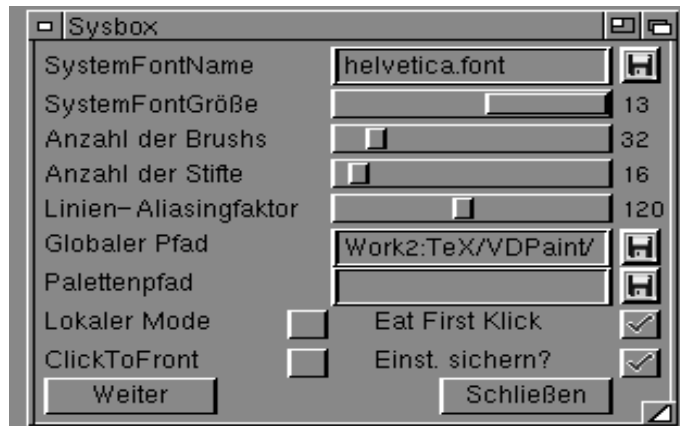 Sysbox
SystemFontName helvetica.font
SystemFontGröße 13
Anzahl der Brushs 32
Anzahl der Stifte 16
Linien-Aliasingfaktor 120
Globaler Pfad Work2:TeX/VDPaint/
Palettenpfad
Lokaler Mode Eat First Klick
ClickToFront Einst. sichern?
Weiter Schließen